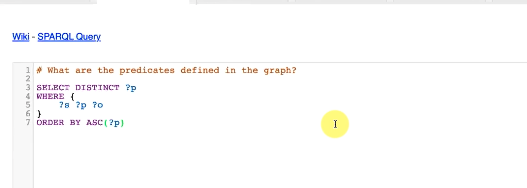 Wiki - SPARQL Query
1 # What are the predicates defined in the graph?
2
3 SELECT DISTINCT ?p
4 WHERE {
5     ?s ?p ?o
6 }
7 ORDER BY ASC(?p)